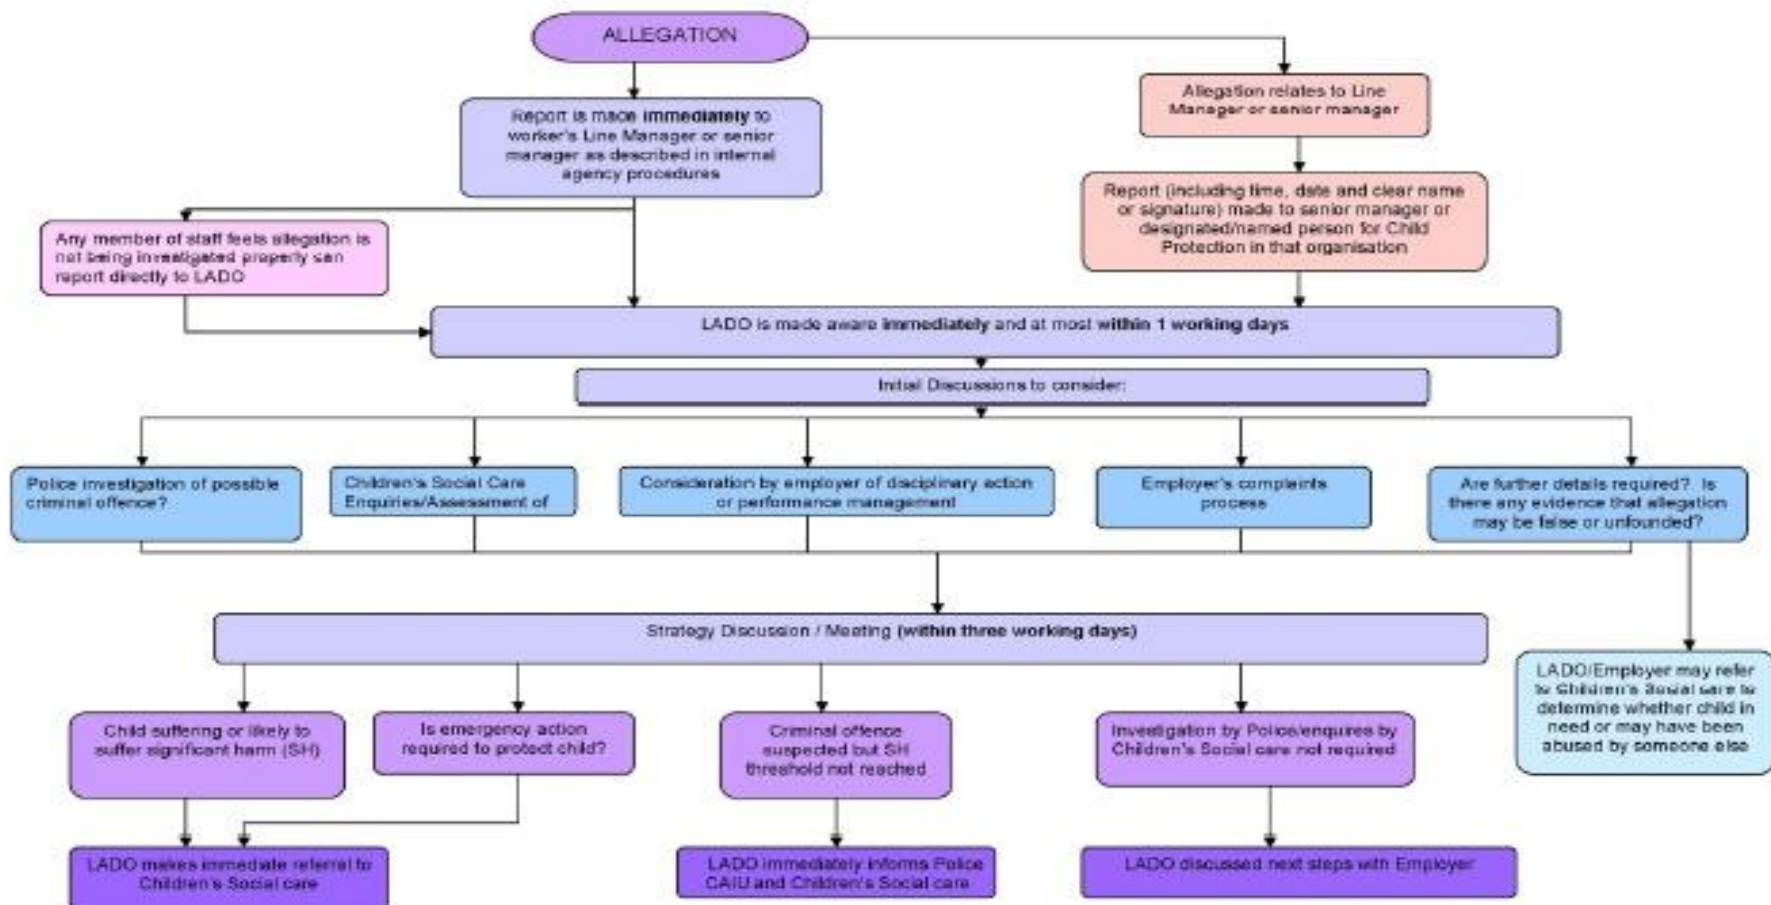 ALLEGATION
Report is made immediately to
worker's Line Manager or senior
manager as described in internal
agency procedures
Allegation relates to Line
Manager or senior manager
Report (including time, date and clear name
or signature) made to senior manager or
designated/named person for Child
Protection in that organisation
Any member of staff feels allegation is
not being investigated properly can
report directly to LADO
LADO is made aware immediately and at most within 1 working days
Initial Discussions to consider:
Police investigation of possible
criminal offence?
Children's Social Care
Enquiries/Assessment of
Consideration by employer of disciplinary action
or performance management
Employer's complaints
process
Are further details required? Is
there any evidence that allegation
may be false or unfounded?
Strategy Discussion / Meeting (within three working days)
LADO/Employer may refer
to Children's Social care to
determine whether child in
need or may have been
abused by someone else
Child suffering or likely to
suffer significant harm (SH)
Is emergency action
required to protect child?
Criminal offence
suspected but SH
threshold not reached
Investigation by Police/enquires by
Children's Social care not required
LADO makes immediate referral to
Children's Social care
LADO immediately informs Police
CAIU and Children's Social care
LADO discussed next steps with Employer